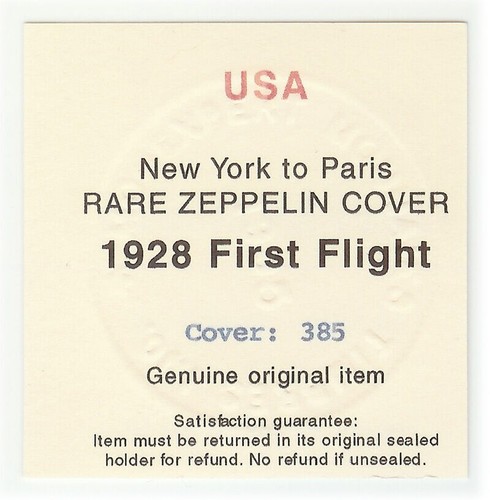 USA
New York to Paris
RARE ZEPPELIN COVER
1928 First Flight
Cover: 385
Genuine original item
Satisfaction guarantee:
Item must be returned in its original sealed
holder for refund. No refund if unsealed.